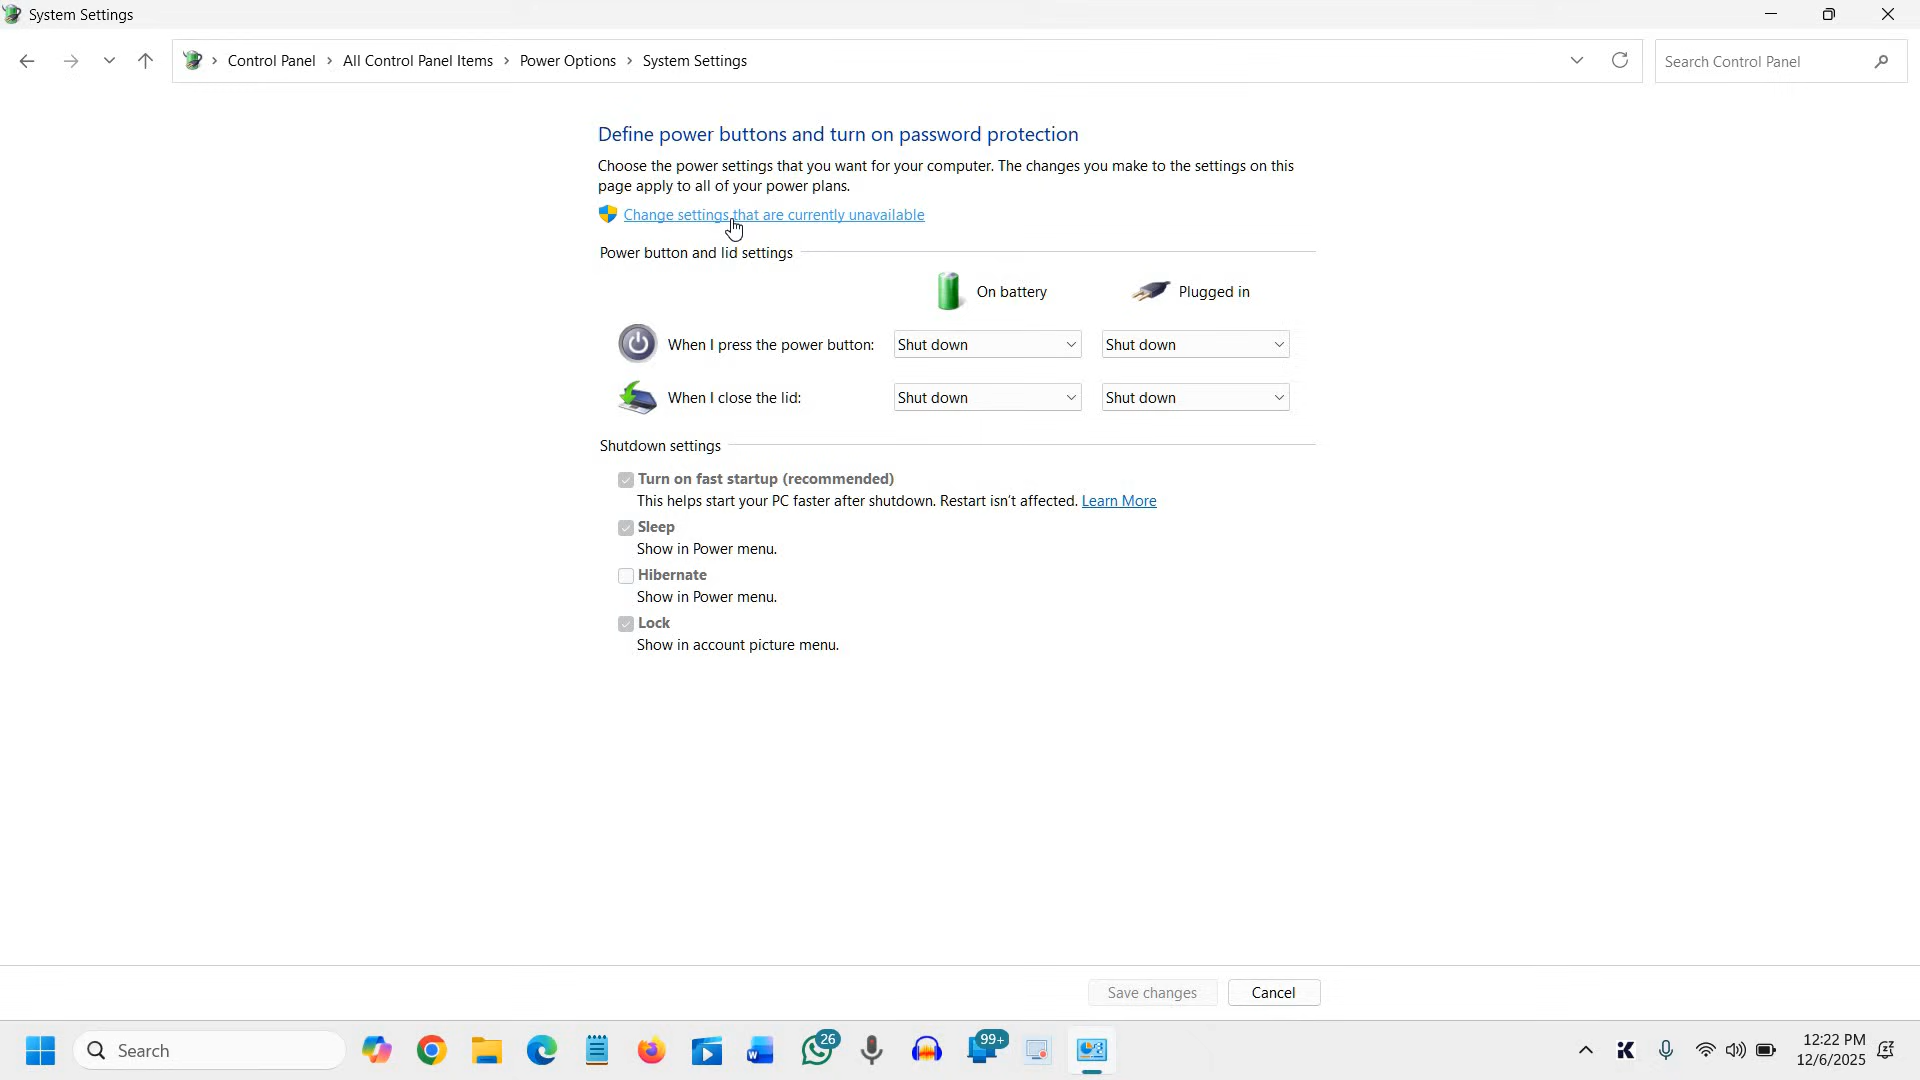 System Settings
Control Panel > All Control Panel Items > Power Options > System Settings
Search Control Panel
Define power buttons and turn on password protection
Choose the power settings that you want for your computer. The changes you make to the settings on this
page apply to all of your power plans.
Change settings that are currently unavailable
Power button and lid settings
On battery Plugged in
When I press the power button: Shut down Shut down
When I close the lid: Shut down Shut down
Shutdown settings
Turn on fast startup (recommended)
This helps start your PC faster after shutdown. Restart isn't affected. Learn More
Sleep
Show in Power menu.
Hibernate
Show in Power menu.
Lock
Show in account picture menu.
Save changes Cancel
Search 26 99+ 12:22 PM
12/6/2025